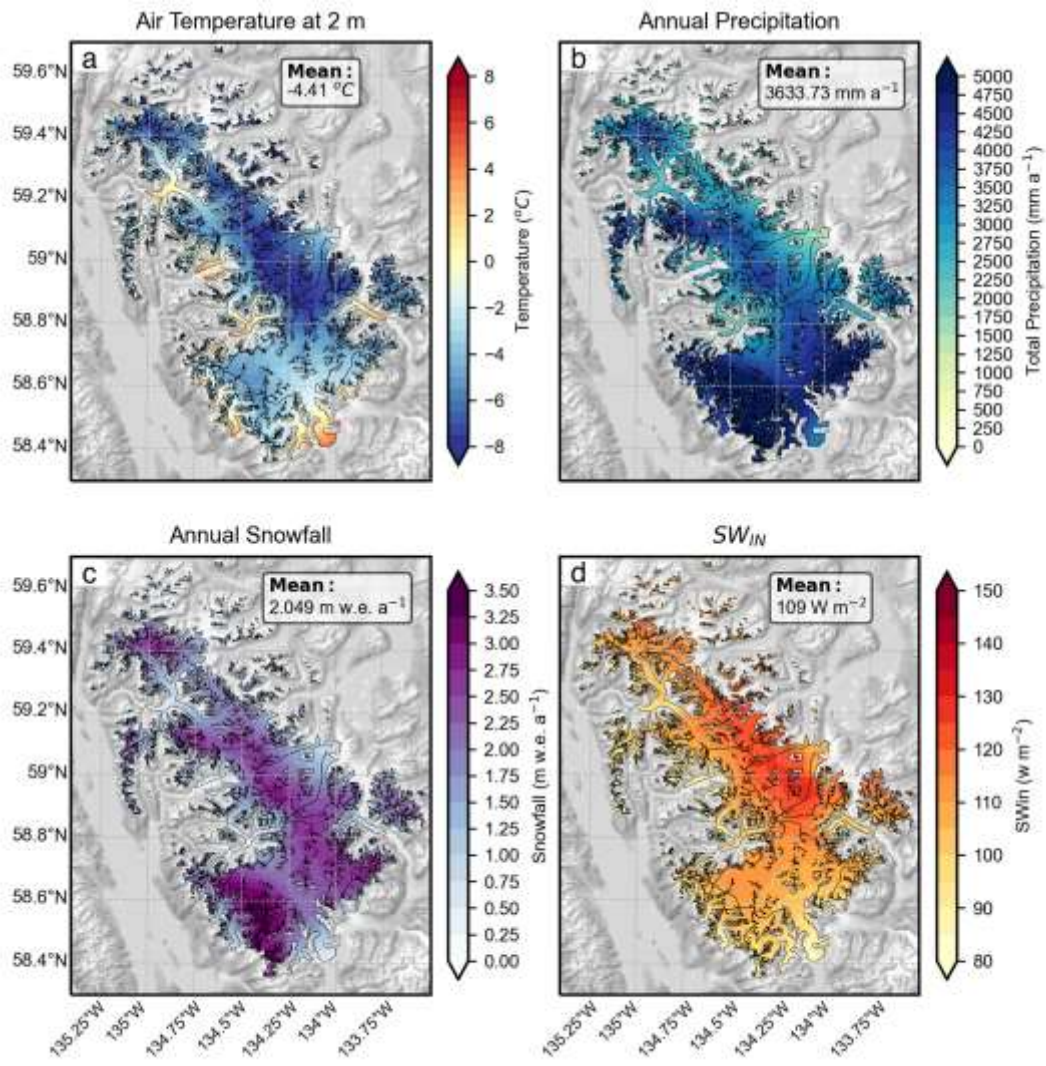 Air Temperature at 2 m
Annual Precipitation
a
Mean :
-4.41 °C
59.6°N
59.4°N
59.2°N
59°N
58.8°N
58.6°N
58.4°N
8
6
4
2
0
−2
−4
−6
−8
Temperature (°C)
b
Mean :
3633.73 mm a⁻¹
5000
4750
4500
4250
4000
3750
3500
3250
3000
2750
2500
2250
2000
1750
1500
1250
1000
750
500
250
0
Total Precipitation (mm a⁻¹)
Annual Snowfall
SW_IN
c
Mean :
2.049 m w.e. a⁻¹
59.6°N
59.4°N
59.2°N
59°N
58.8°N
58.6°N
58.4°N
135.25°W
135°W
134.75°W
134.5°W
134.25°W
134°W
133.75°W
3.50
3.25
3.00
2.75
2.50
2.25
2.00
1.75
1.50
1.25
1.00
0.75
0.50
0.25
0.00
Snowfall (m w.e. a⁻¹)
d
Mean :
109 W m⁻²
135.25°W
135°W
134.75°W
134.5°W
134.25°W
134°W
133.75°W
150
140
130
120
110
100
90
80
SWin (w m⁻²)